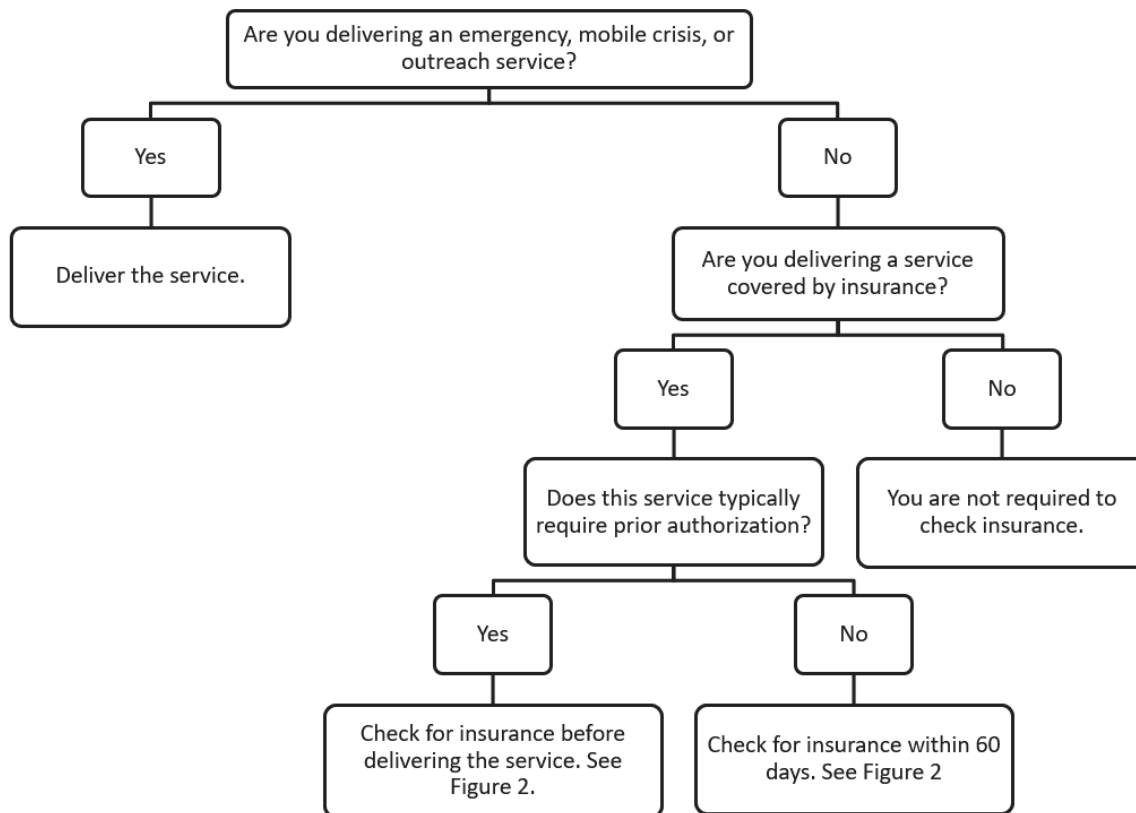 Are you delivering an emergency, mobile crisis, or
outreach service?
Yes
No
Deliver the service.
Are you delivering a service
covered by insurance?
Yes
No
Does this service typically
require prior authorization?
You are not required to
check insurance.
Yes
No
Check for insurance before
delivering the service. See
Figure 2.
Check for insurance within 60
days. See Figure 2